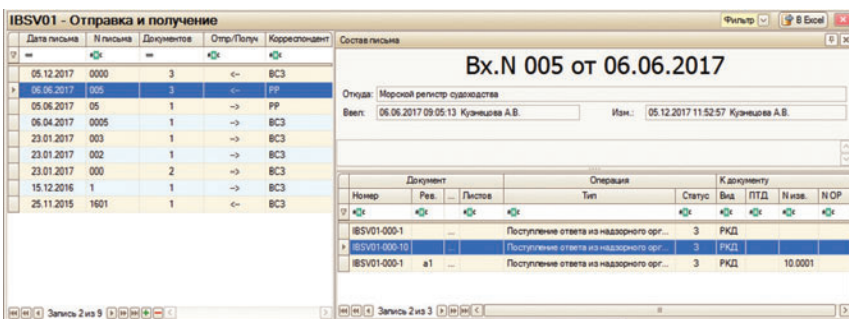 IBSV01 - Отправка и получение
Фильтр
В Excel
Дата письма N письма Документов Отпр/Получ Корреспондент
05.12.2017 0000 3 <-- ВСЗ
06.06.2017 005 3 <-- РР
05.06.2017 05 1 --> РР
06.04.2017 0005 1 --> ВСЗ
23.01.2017 003 1 --> ВСЗ
23.01.2017 002 1 --> ВСЗ
23.01.2017 000 2 --> ВСЗ
15.12.2016 1 1 --> ВСЗ
25.11.2015 1601 1 <-- ВСЗ
Запись 2 из 9
Состав письма
Вх.N 005 от 06.06.2017
Откуда: Морской регистр судоходства
Ввел: 06.06.2017 09:05:13 Кузнецова А.В. Изм.: 05.12.2017 11:52:57 Кузнецова А.В.
Документ Операция К документу
Номер Рев. ... Листов Тип Статус Вид ПТД N изв. N ОР
IBSV01-000-1 ... Поступление ответа из надзорного орг... 3 РКД
IBSV01-000-10 ... Поступление ответа из надзорного орг... 3 РКД
IBSV01-000-1 а1 ... Поступление ответа из надзорного орг... 3 РКД 10.0001
Запись 2 из 3